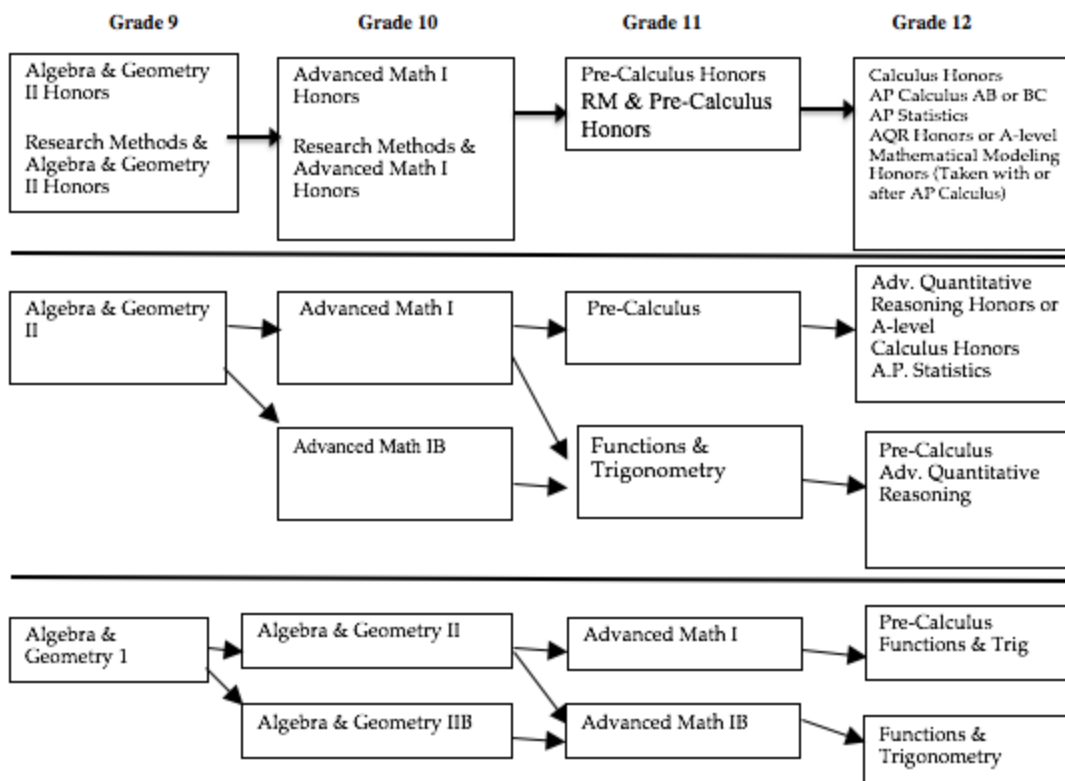 Grade 9 Grade 10 Grade 11 Grade 12
Algebra & Geometry
II Honors
Research Methods &
Algebra & Geometry
II Honors
Advanced Math I
Honors
Research Methods &
Advanced Math I
Honors
Pre-Calculus Honors
RM & Pre-Calculus
Honors
Calculus Honors
AP Calculus AB or BC
AP Statistics
AQR Honors or A-level
Mathematical Modeling
Honors (Taken with or
after AP Calculus)
Algebra & Geometry
II
Advanced Math I
Pre-Calculus
Adv. Quantitative
Reasoning Honors or
A-level
Calculus Honors
A.P. Statistics
Advanced Math IB
Functions &
Trigonometry
Pre-Calculus
Adv. Quantitative
Reasoning
Algebra &
Geometry 1
Algebra & Geometry II
Advanced Math I
Pre-Calculus
Functions & Trig
Algebra & Geometry IIB
Advanced Math IB
Functions &
Trigonometry